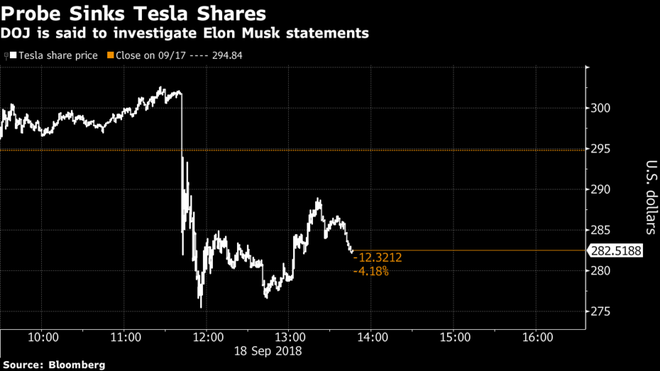 Probe Sinks Tesla Shares
DOJ is said to investigate Elon Musk statements
Tesla share price Close on 09/17 ---- 294.84
300
295
290
285
282.5188
280
275
U.S. dollars
-12.3212
-4.18%
10:00 11:00 12:00 13:00 14:00 15:00 16:00
18 Sep 2018
Source: Bloomberg